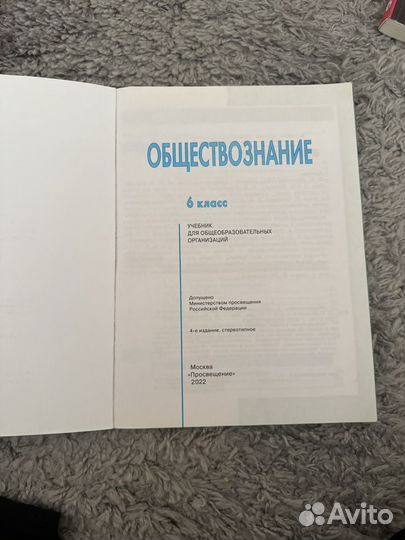 ОБЩЕСТВОЗНАНИЕ
6 класс
УЧЕБНИК
ДЛЯ ОБЩЕОБРАЗОВАТЕЛЬНЫХ
ОРГАНИЗАЦИЙ
Допущено
Министерством просвещения
Российской Федерации
4-е издание, стереотипное
Москва
«Просвещение»
2022
Avito